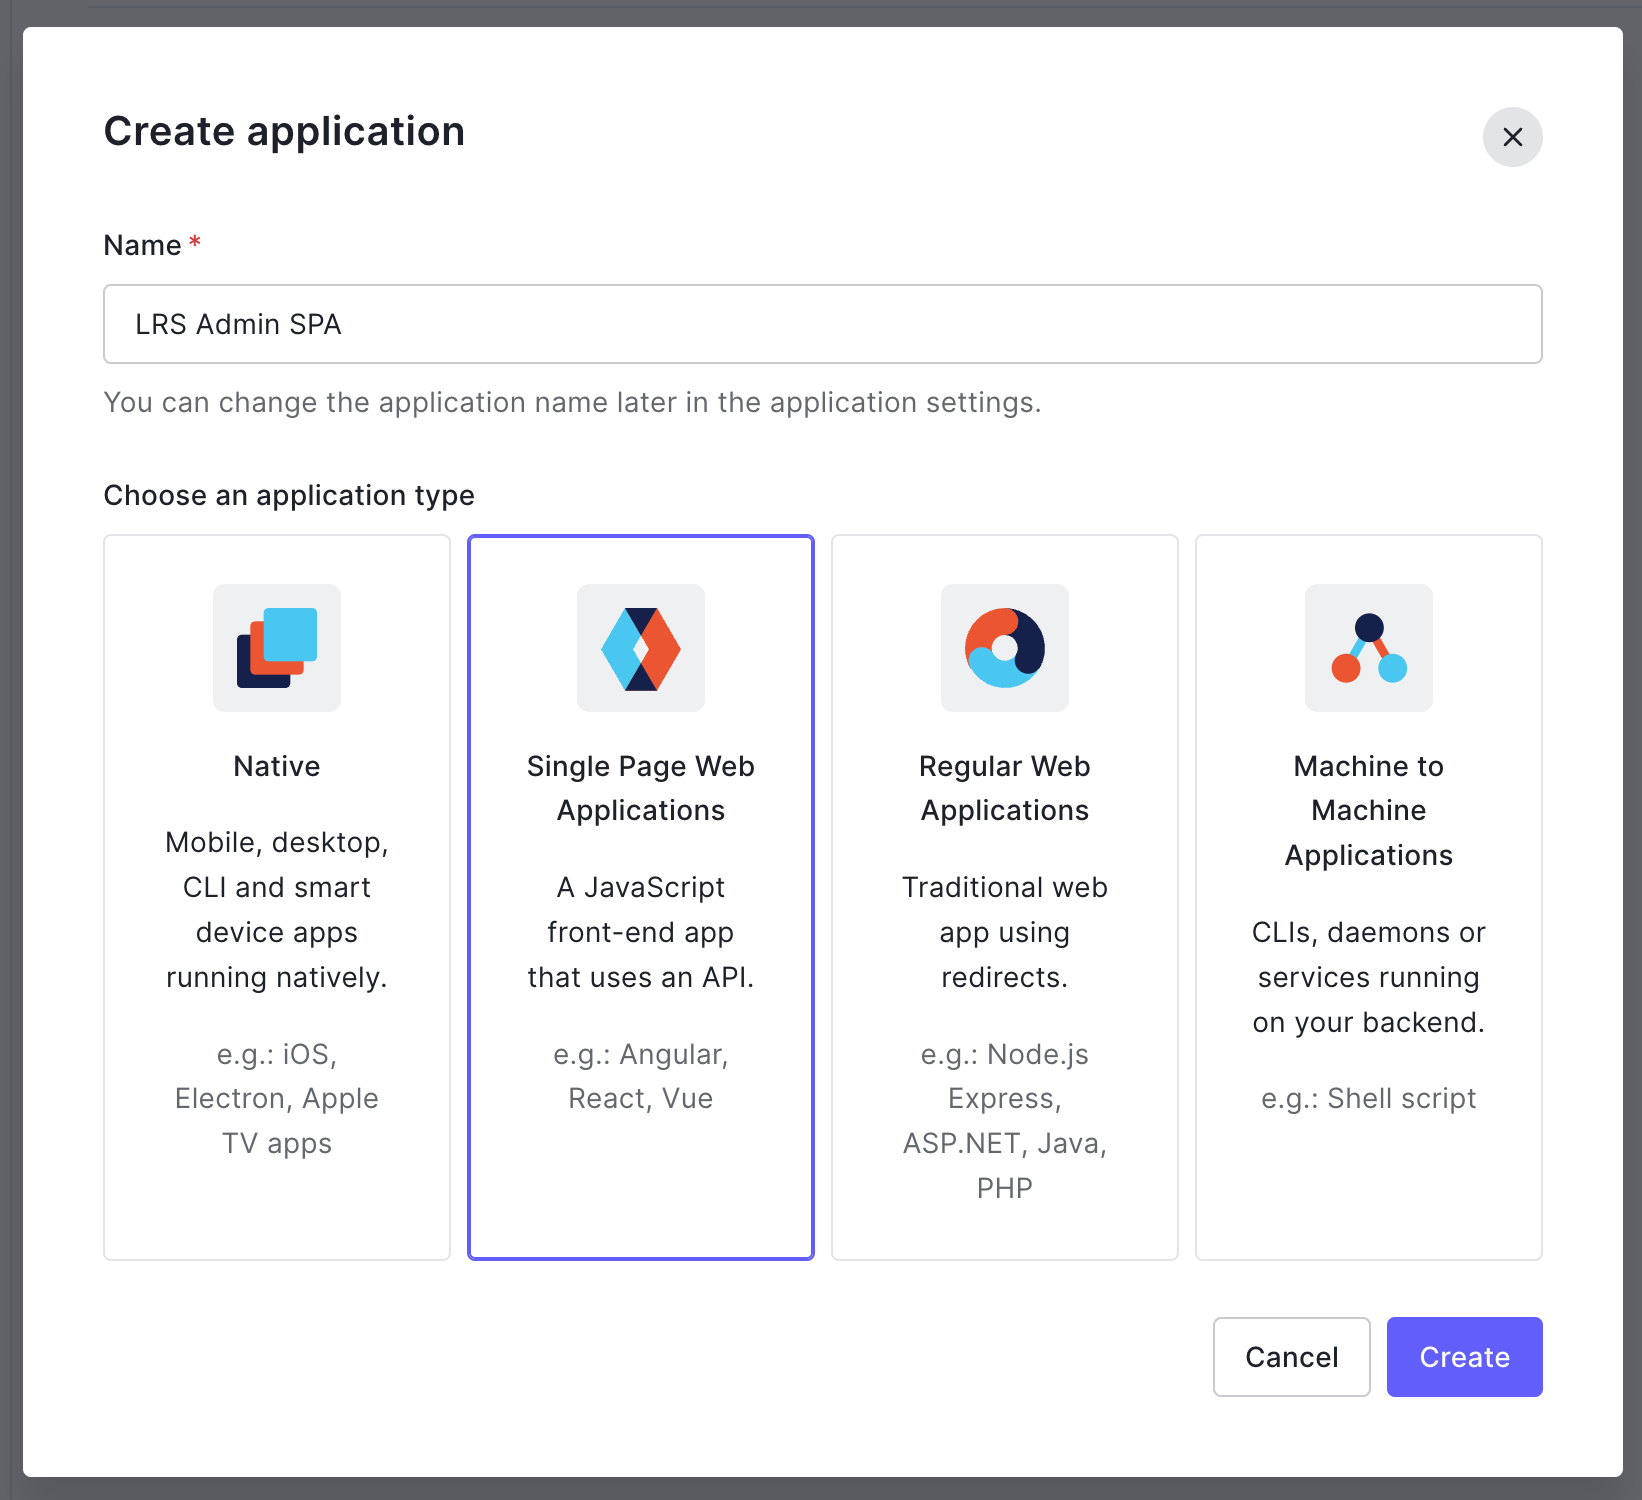 Create application
Name *
LRS Admin SPA
You can change the application name later in the application settings.
Choose an application type
Native
Mobile, desktop,
CLI and smart
device apps
running natively.
e.g.: iOS,
Electron, Apple
TV apps
Single Page Web
Applications
A JavaScript
front-end app
that uses an API.
e.g.: Angular,
React, Vue
Regular Web
Applications
Traditional web
app using
redirects.
e.g.: Node.js
Express,
ASP.NET, Java,
PHP
Machine to
Machine
Applications
CLIs, daemons or
services running
on your backend.
e.g.: Shell script
Cancel
Create